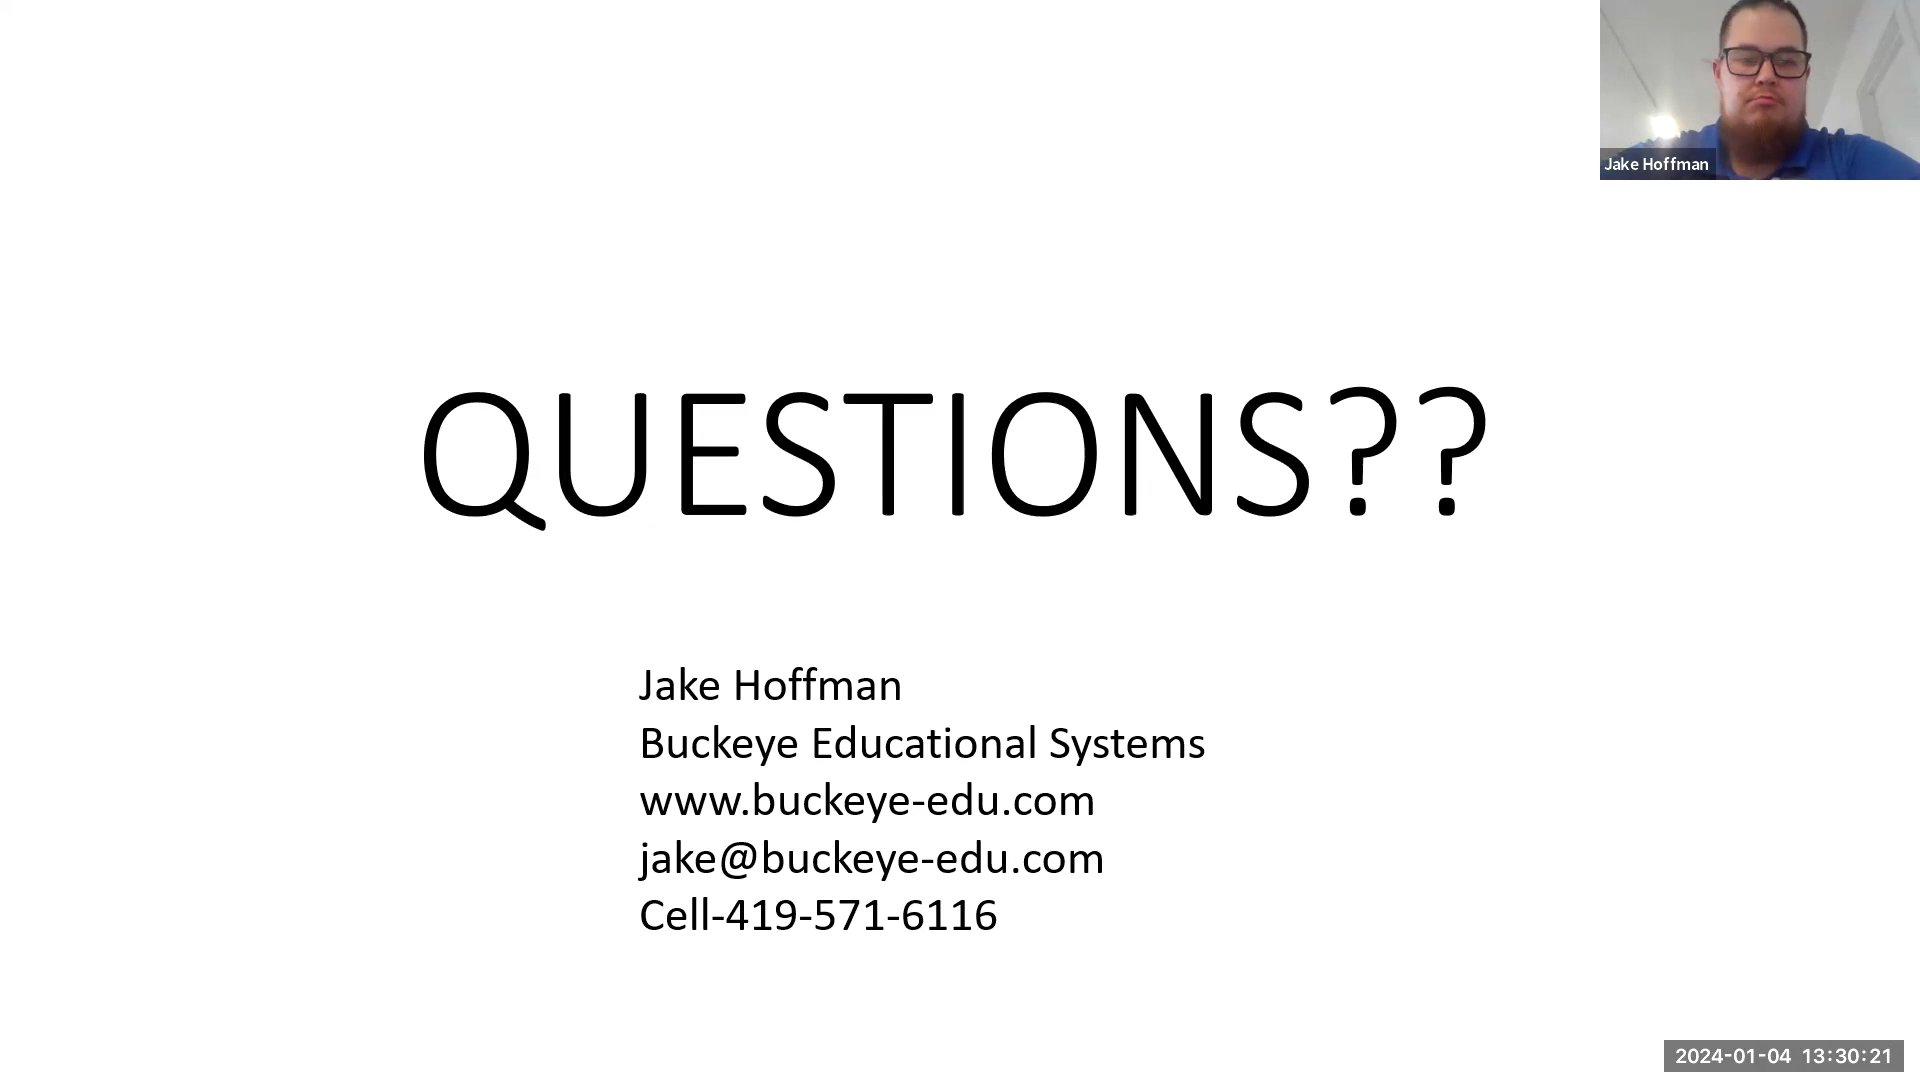 Jake Hoffman
QUESTIONS??
Jake Hoffman
Buckeye Educational Systems
www.buckeye-edu.com
jake@buckeye-edu.com
Cell-419-571-6116
2024-01-04 13:30:21